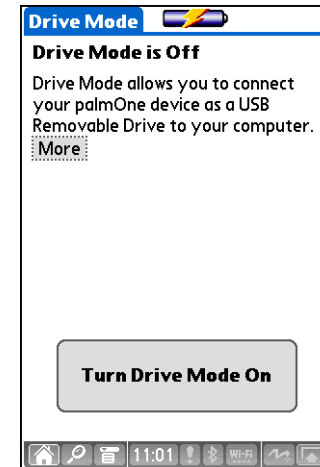 Drive Mode
Drive Mode is Off
Drive Mode allows you to connect
your palmOne device as a USB
Removable Drive to your computer.
More
Turn Drive Mode On
11:01 Wi-Fi